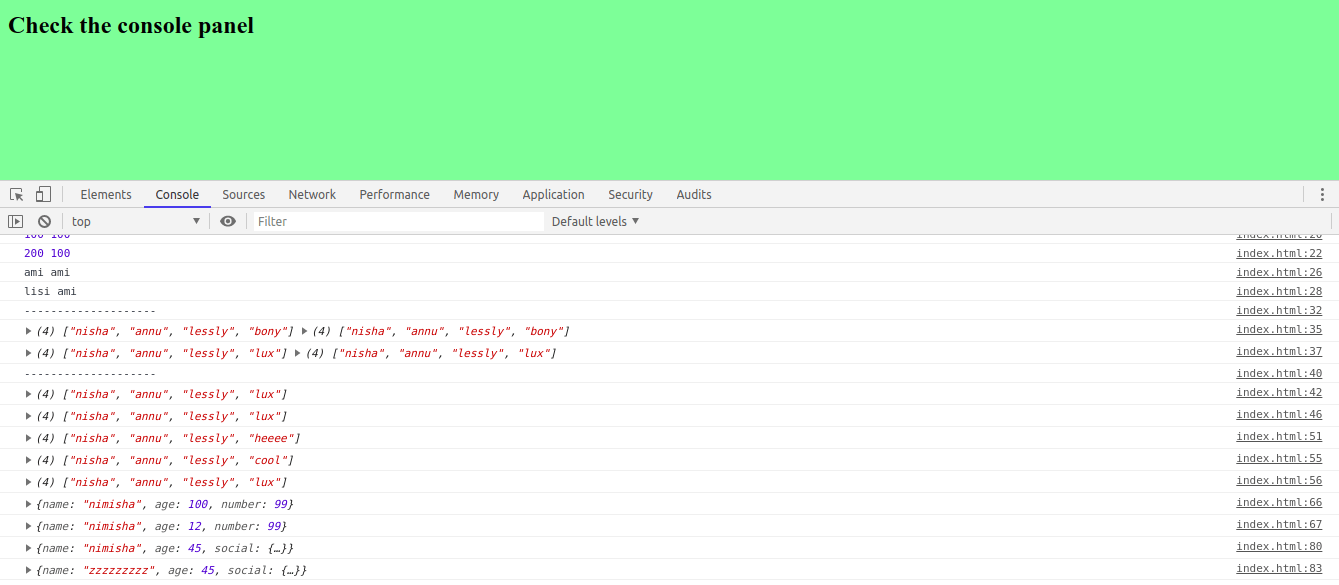 Check the console panel
Elements Console Sources Network Performance Memory Application Security Audits
top Filter Default levels
200 100 index.html:22
ami ami index.html:26
lisi ami index.html:28
-------------------- index.html:32
(4) ["nisha", "annu", "lessly", "bony"] (4) ["nisha", "annu", "lessly", "bony"] index.html:35
(4) ["nisha", "annu", "lessly", "lux"] (4) ["nisha", "annu", "lessly", "lux"] index.html:37
-------------------- index.html:40
(4) ["nisha", "annu", "lessly", "lux"] index.html:42
(4) ["nisha", "annu", "lessly", "lux"] index.html:46
(4) ["nisha", "annu", "lessly", "heeee"] index.html:51
(4) ["nisha", "annu", "lessly", "cool"] index.html:55
(4) ["nisha", "annu", "lessly", "lux"] index.html:56
{name: "nimisha", age: 100, number: 99} index.html:66
{name: "nimisha", age: 12, number: 99} index.html:67
{name: "nimisha", age: 45, social: {…}} index.html:80
{name: "zzzzzzzzz", age: 45, social: {…}} index.html:83